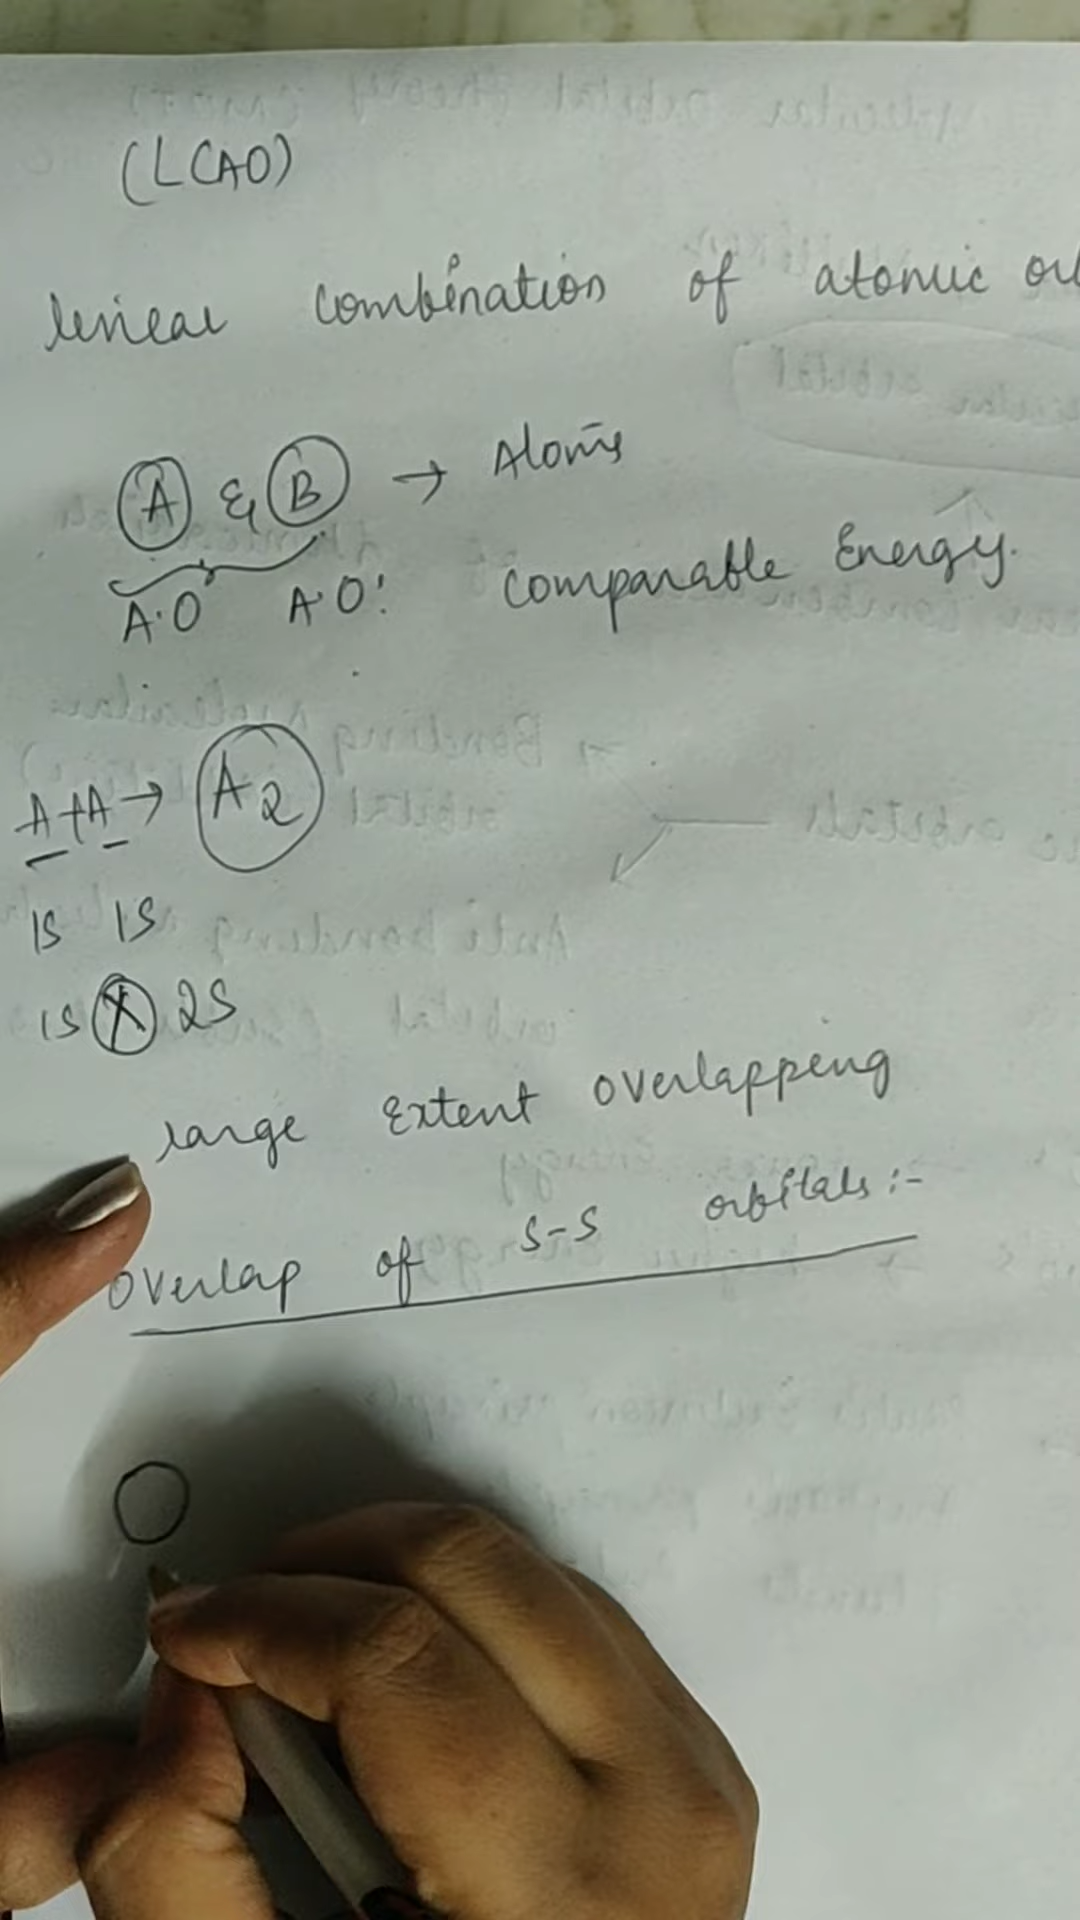 (LCAO)
linear combination of atomic
A & B → Atoms
A.O A.O! comparable Energy.
A+A → A2
1S 1S
1S X 2S
large Extent overlapping
overlap of S-S orbitals :-